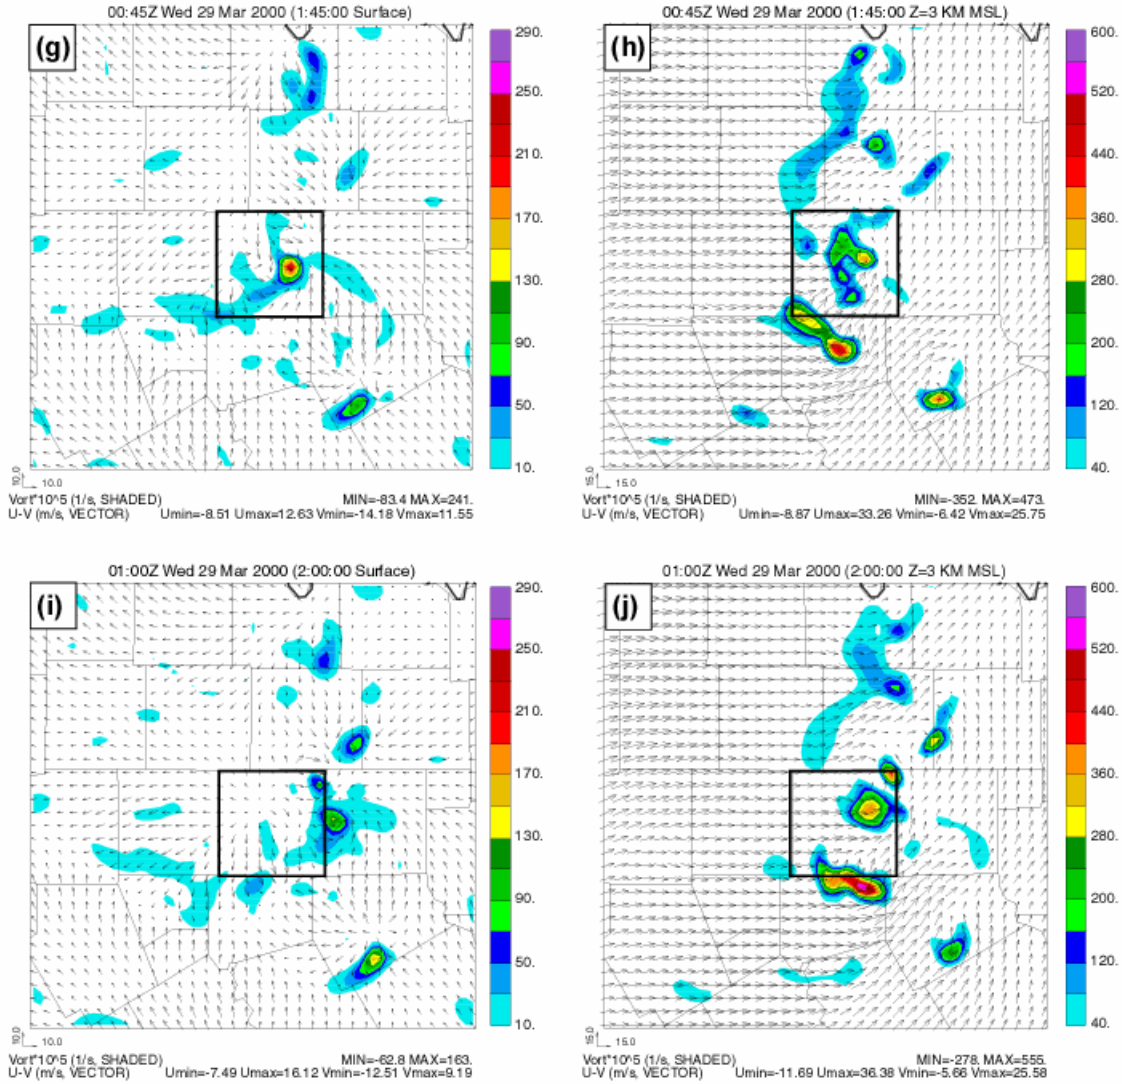 00:45Z Wed 29 Mar 2000 (1:45:00 Surface)
(g)
290.
250.
210.
170.
130.
90.
50.
10.
10.0
10.0
Vort*10^5 (1/s, SHADED)
MIN=-83.4 MAX=241.
U-V (m/s, VECTOR)
Umin=-8.51 Umax=12.63 Vmin=-14.18 Vmax=11.55
00:45Z Wed 29 Mar 2000 (1:45:00 Z=3 KM MSL)
(h)
600.
520.
440.
360.
280.
200.
120.
40.
15.0
15.0
Vort*10^5 (1/s, SHADED)
MIN=-352. MAX=473.
U-V (m/s, VECTOR)
Umin=-8.87 Umax=33.26 Vmin=-6.42 Vmax=25.75
01:00Z Wed 29 Mar 2000 (2:00:00 Surface)
(i)
290.
250.
210.
170.
130.
90.
50.
10.
10.0
10.0
Vort*10^5 (1/s, SHADED)
MIN=-62.8 MAX=163.
U-V (m/s, VECTOR)
Umin=-7.49 Umax=16.12 Vmin=-12.51 Vmax=9.19
01:00Z Wed 29 Mar 2000 (2:00:00 Z=3 KM MSL)
(j)
600.
520.
440.
360.
280.
200.
120.
40.
15.0
15.0
Vort*10^5 (1/s, SHADED)
MIN=-278. MAX=555.
U-V (m/s, VECTOR)
Umin=-11.69 Umax=36.38 Vmin=-5.66 Vmax=25.58